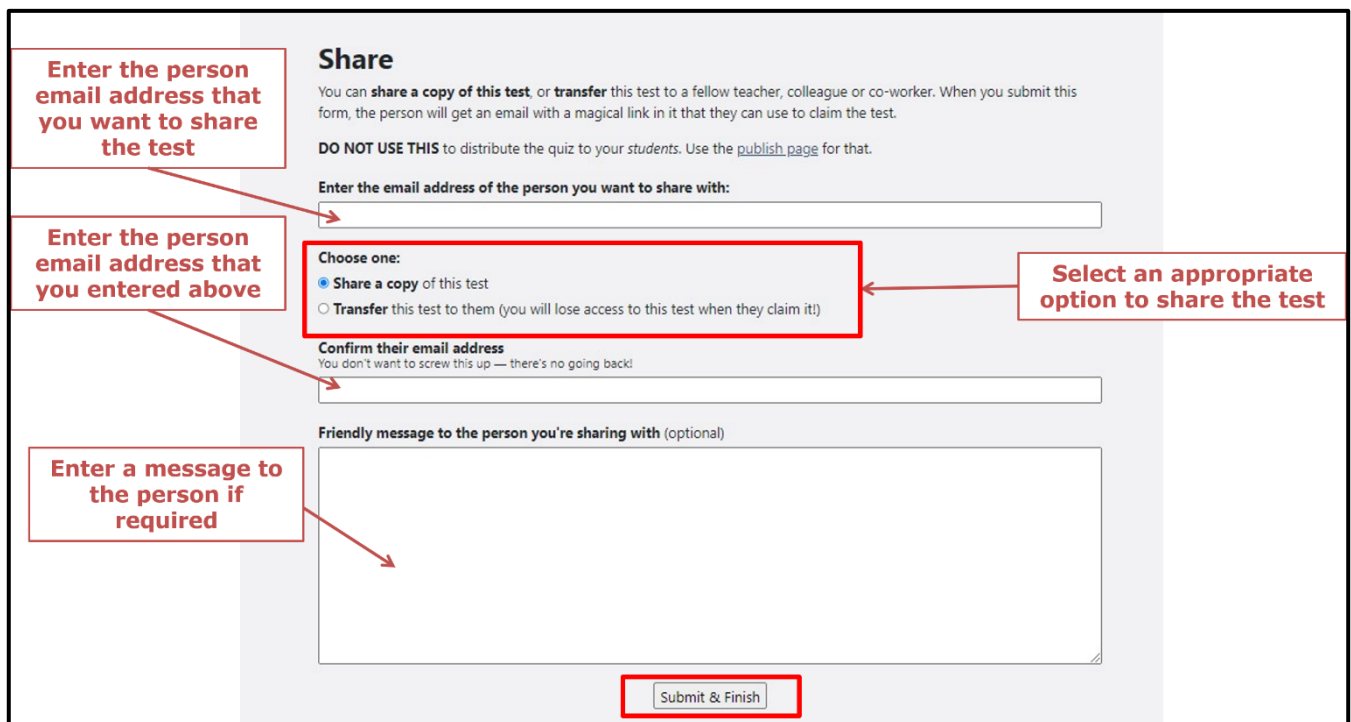 Share
You can share a copy of this test, or transfer this test to a fellow teacher, colleague or co-worker. When you submit this
form, the person will get an email with a magical link in it that they can use to claim the test.
DO NOT USE THIS to distribute the quiz to your students. Use the publish page for that.
Enter the person
email address that
you want to share
the test
Enter the email address of the person you want to share with:
Enter the person
email address that
you entered above
Choose one:
Share a copy of this test
Transfer this test to them (you will lose access to this test when they claim it!)
Select an appropriate
option to share the test
Confirm their email address
You don't want to screw this up — there's no going back!
Friendly message to the person you're sharing with (optional)
Enter a message to
the person if
required
Submit & Finish